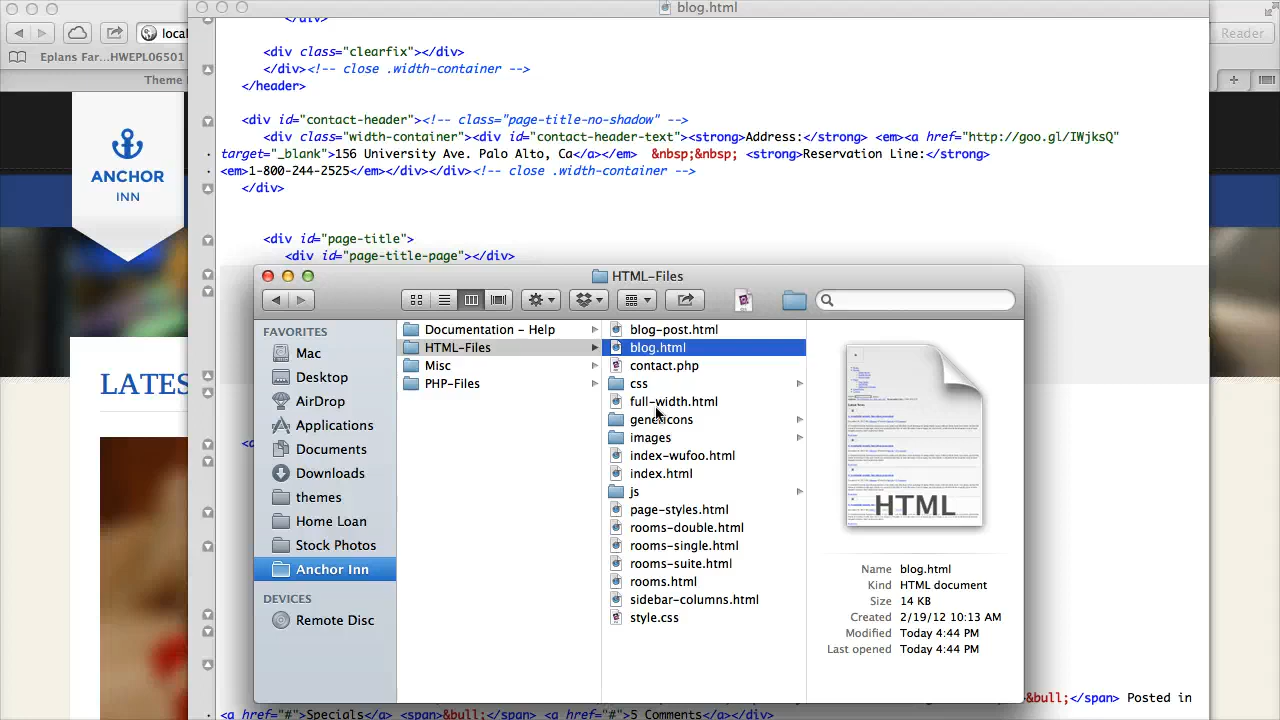 blog.html
local
Reader
Eplans Far...HWEPL06501
Theme
</div>
<div class="clearfix"></div>
</div><!-- close .width-container -->
</header>
<div id="contact-header"><!-- class="page-title-no-shadow" -->
<div class="width-container"><div id="contact-header-text"><strong>Address:</strong> <em><a href="http://goo.gl/IWjksQ"
target="_blank">156 University Ave. Palo Alto, Ca</a></em> &nbsp;&nbsp; <strong>Reservation Line:</strong>
<em>1-800-244-2525</em></div></div><!-- close .width-container -->
</div>
<div id="page-title">
<div id="page-title-page"></div>
ANCHOR
INN
LATES
HTML-Files
FAVORITES
Mac
Desktop
AirDrop
Applications
Documents
Downloads
themes
Home Loan
Stock Photos
Anchor Inn
DEVICES
Remote Disc
Documentation - Help
HTML-Files
Misc
PHP-Files
blog-post.html
blog.html
contact.php
css
full-width.html
genericons
images
index-wufoo.html
index.html
js
page-styles.html
rooms-double.html
rooms-single.html
rooms-suite.html
rooms.html
sidebar-columns.html
style.css
HTML
Name blog.html
Kind HTML document
Size 14 KB
Created 2/19/12 10:13 AM
Modified Today 4:44 PM
Last opened Today 4:44 PM
&bull;</span> Posted in
<a href="#">Specials</a> <span>&bull;</span> <a href="#">5 Comments</a></div>